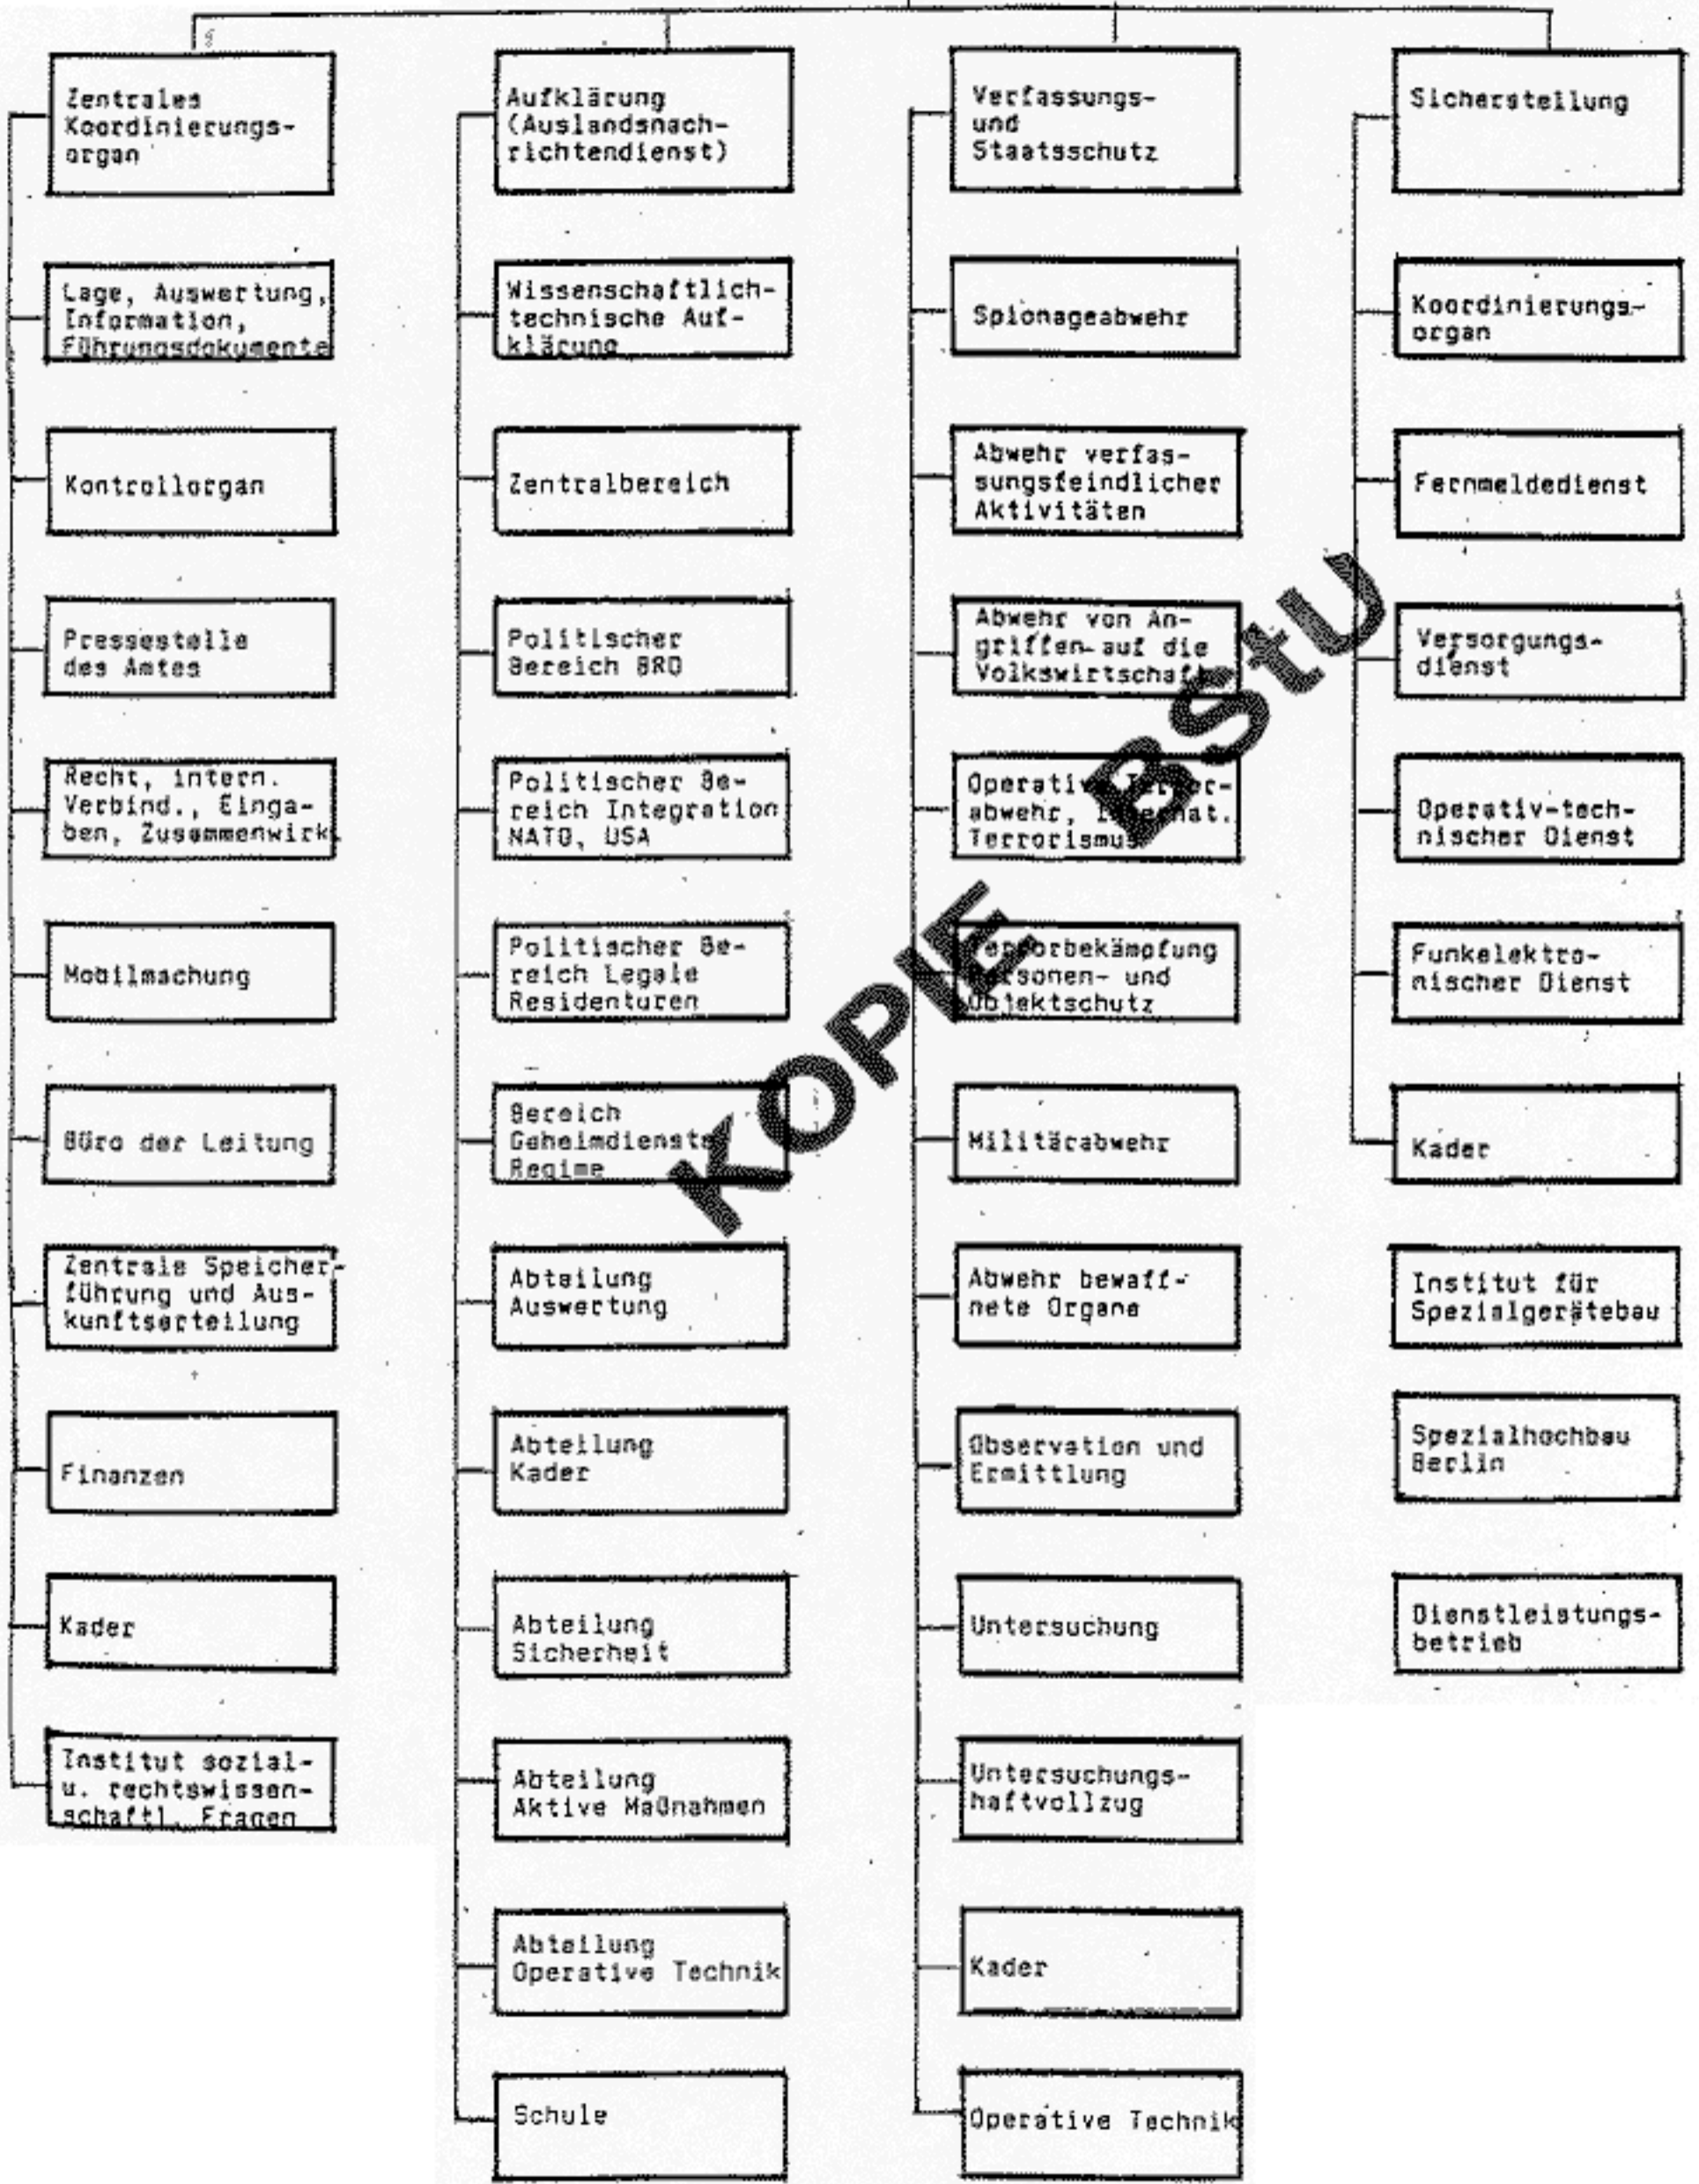 Zentrales
Koordinierungs-
organ
Lage, Auswertung,
Information,
Führungsdokumente
Kontrollorgan
Pressestelle
des Amtes
Recht, intern.
Verbind., Einga-
ben, Zusammenwirk.
Mobilmachung
Büro der Leitung
Zentrale Speicher-
führung und Aus-
kunftserteilung
Finanzen
Kader
Institut sozial-
u. rechtswissen-
schaftl. Fragen
Aufklärung
(Auslandsnach-
richtendienst)
Wissenschaftlich-
technische Auf-
klärung
Zentralbereich
Politischer
Bereich BRD
Politischer Be-
reich Integration
NATO, USA
Politischer Be-
reich Legale
Residenturen
Bereich
Geheimdienste
Regime
Abteilung
Auswertung
Abteilung
Kader
Abteilung
Sicherheit
Abteilung
Aktive Maßnahmen
Abteilung
Operative Technik
Schule
Verfassungs-
und
Staatsschutz
Spionageabwehr
Abwehr verfas-
sungsfeindlicher
Aktivitäten
Abwehr von An-
griffen auf die
Volkswirtschaft
abwehr, Internat.
Terrorismus
Terrorbekämpfung
Personen- und
Objektschutz
Militärabwehr
Abwehr bewaff-
nete Organe
Observation und
Ermittlung
Untersuchung
Untersuchungs-
haftvollzug
Kader
Operative Technik
Sicherstellung
Koordinierungs-
organ
Fernmeldedienst
Versorgungs-
dienst
Operativ-tech-
nischer Dienst
Funkelektro-
nischer Dienst
Kader
Institut für
Spezialgerätebau
Spezialhochbau
Berlin
Dienstleistungs-
betrieb
KOPIE BStU